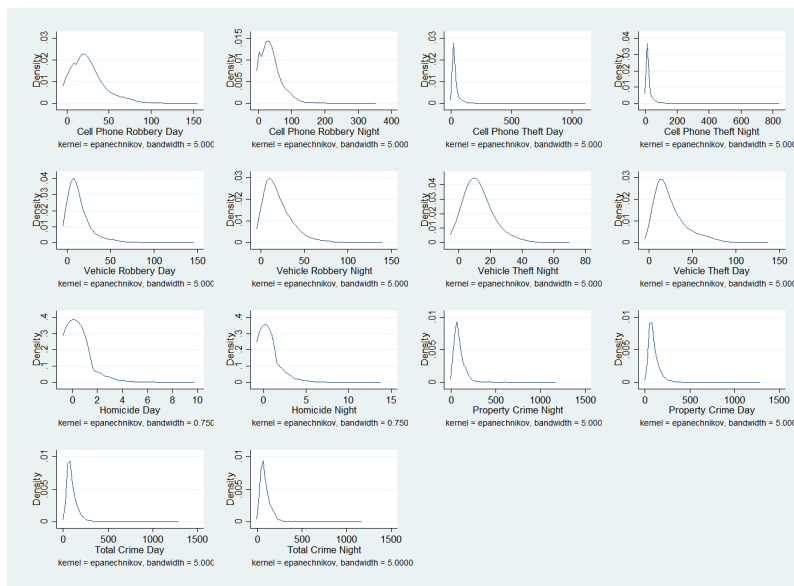 Density
0 .01 .02 .03
0 50 100 150
Cell Phone Robbery Day
kernel = epanechnikov, bandwidth = 5.000
Density
0 .005 .01 .015
0 100 200 300 400
Cell Phone Robbery Night
kernel = epanechnikov, bandwidth = 5.000
Density
0 .01 .02 .03
0 500 1000
Cell Phone Theft Day
kernel = epanechnikov, bandwidth = 5.000
Density
0 .01 .02 .03 .04
0 200 400 600 800
Cell Phone Theft Night
kernel = epanechnikov, bandwidth = 5.000
Density
0 .01 .02 .03 .04
0 50 100 150
Vehicle Robbery Day
kernel = epanechnikov, bandwidth = 5.000
Density
0 .01 .02 .03
0 50 100 150
Vehicle Robbery Night
kernel = epanechnikov, bandwidth = 5.000
Density
0 .01 .02 .03 .04
0 20 40 60 80
Vehicle Theft Night
kernel = epanechnikov, bandwidth = 5.000
Density
0 .01 .02 .03
0 50 100 150
Vehicle Theft Day
kernel = epanechnikov, bandwidth = 5.000
Density
0 .1 .2 .3 .4
0 2 4 6 8 10
Homicide Day
kernel = epanechnikov, bandwidth = 0.750
Density
0 .1 .2 .3 .4
0 5 10 15
Homicide Night
kernel = epanechnikov, bandwidth = 0.750
Density
0 .005 .01
0 500 1000 1500
Property Crime Night
kernel = epanechnikov, bandwidth = 5.000
Density
0 .005 .01
0 500 1000 1500
Property Crime Day
kernel = epanechnikov, bandwidth = 5.000
Density
0 .005 .01
0 500 1000 1500
Total Crime Day
kernel = epanechnikov, bandwidth = 5.000
Density
0 .005 .01
0 500 1000 1500
Total Crime Night
kernel = epanechnikov, bandwidth = 5.0000